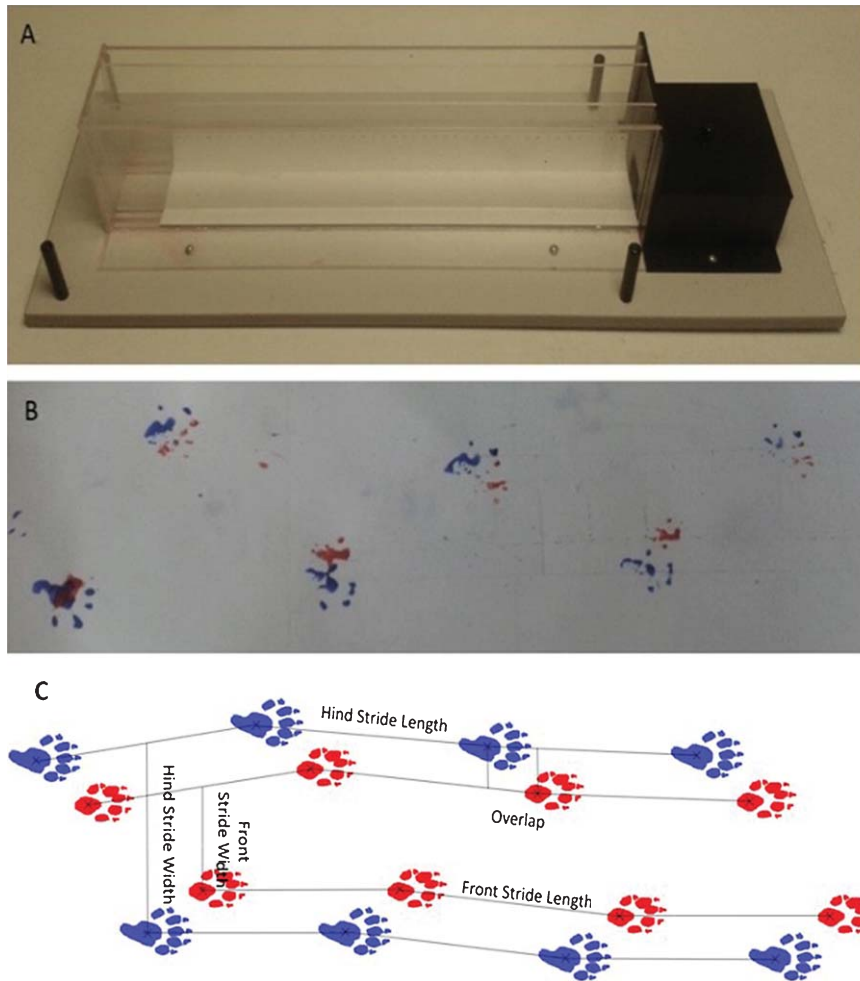 A
B
C
Hind Stride Length
Hind Stride Width
Front
Stride Width
Overlap
Front Stride Length